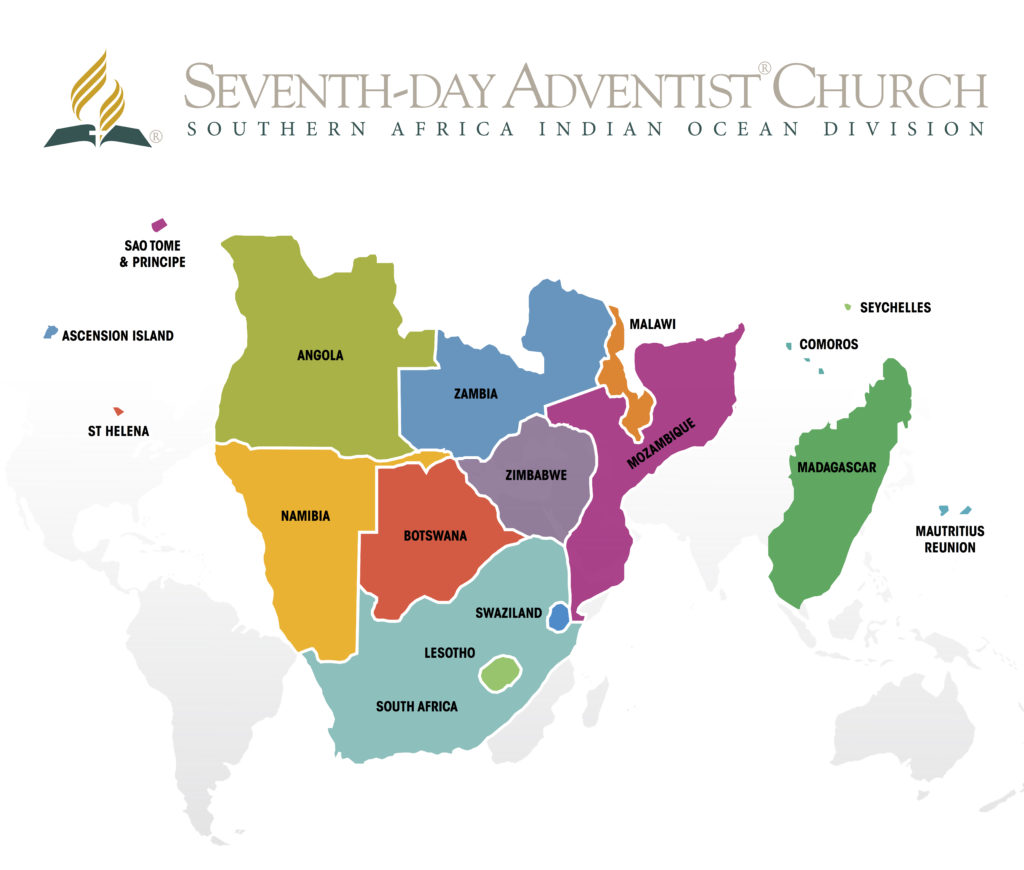 SEVENTH-DAY ADVENTIST® CHURCH
SOUTHERN AFRICA INDIAN OCEAN DIVISION
®
SAO TOME
& PRINCIPE
ASCENSION ISLAND
ST HELENA
ANGOLA
ZAMBIA
MALAWI
SEYCHELLES
COMOROS
MOZAMBIQUE
MADAGASCAR
ZIMBABWE
NAMIBIA
BOTSWANA
MAUTRITIUS
REUNION
SWAZILAND
LESOTHO
SOUTH AFRICA